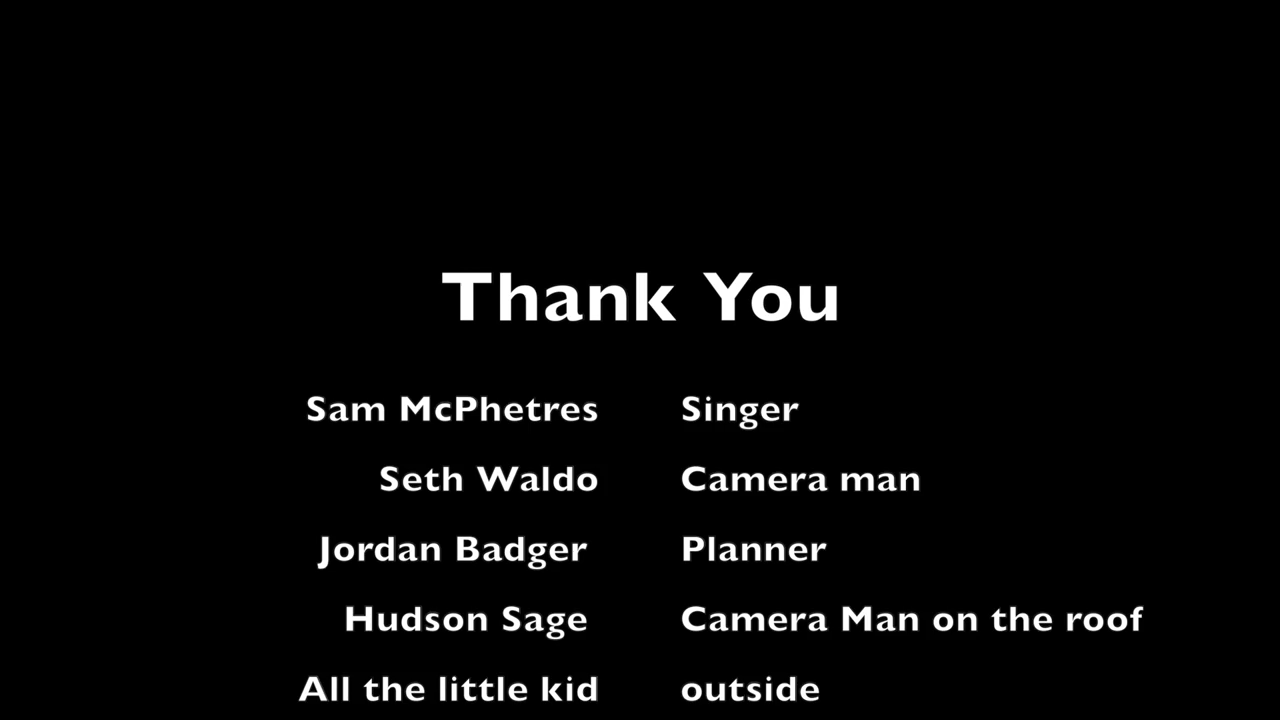 Thank You
Sam McPhetres Singer
Seth Waldo Camera man
Jordan Badger Planner
Hudson Sage Camera Man on the roof
All the little kid outside